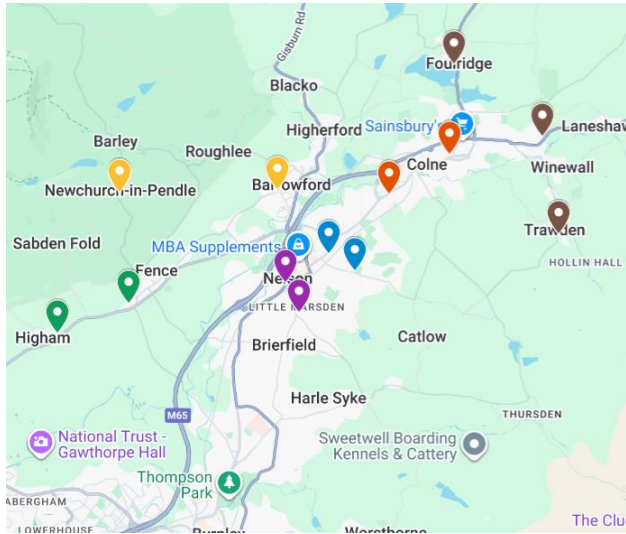 Gisburn Rd
Foulridge
Blacko
Higherford
Sainsbury's
Laneshaw
Barley
Roughlee
Colne
Winewall
Newchurch-in-Pendle
Barrowford
Trawden
Sabden Fold
MBA Supplements
HOLLIN HALL
Fence
Nelson
LITTLE MARSDEN
Higham
Brierfield
Catlow
Harle Syke
M65
THURSDEN
National Trust -
Gawthorpe Hall
Sweetwell Boarding
Kennels & Cattery
Thompson
Park
ABERGHAM
LOWERHOUSE
Burnley
Worsthorne
The Clu